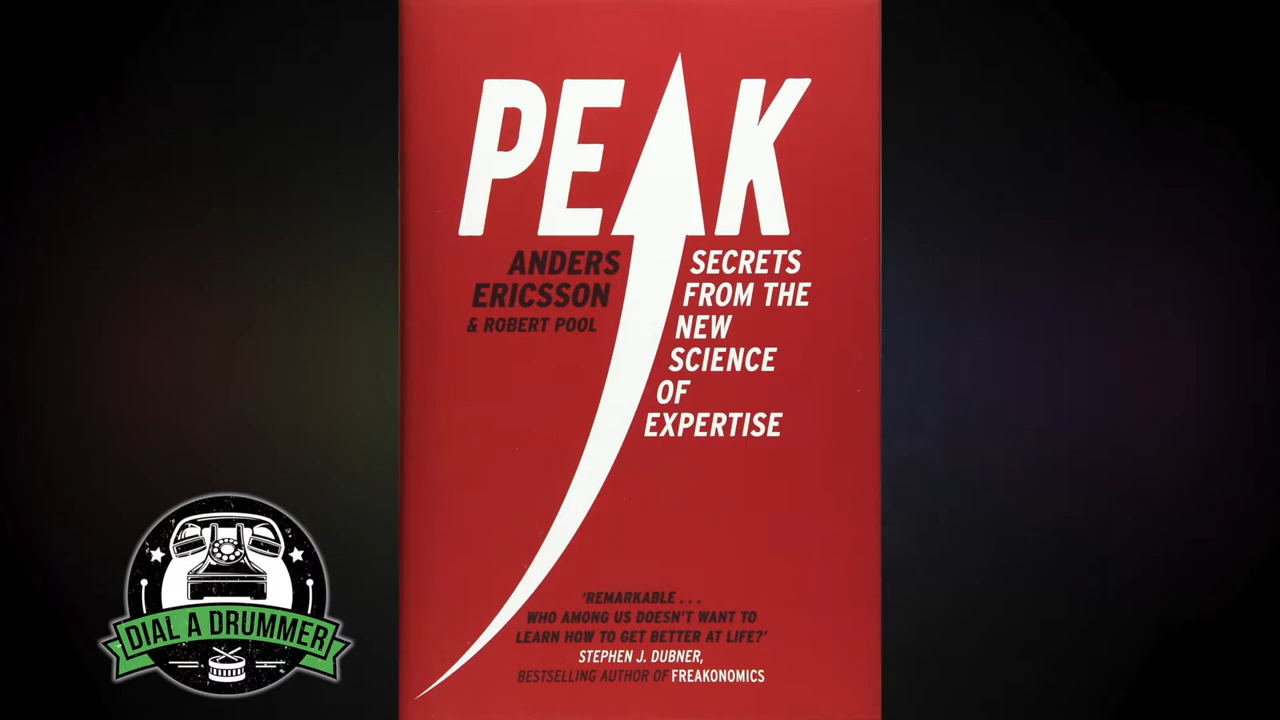 PEAK
ANDERS
ERICSSON
& ROBERT POOL
SECRETS
FROM THE
NEW
SCIENCE
OF
EXPERTISE
'REMARKABLE . . .
WHO AMONG US DOESN'T WANT TO
LEARN HOW TO GET BETTER AT LIFE?'
STEPHEN J. DUBNER,
BESTSELLING AUTHOR OF FREAKONOMICS
DIAL A DRUMMER